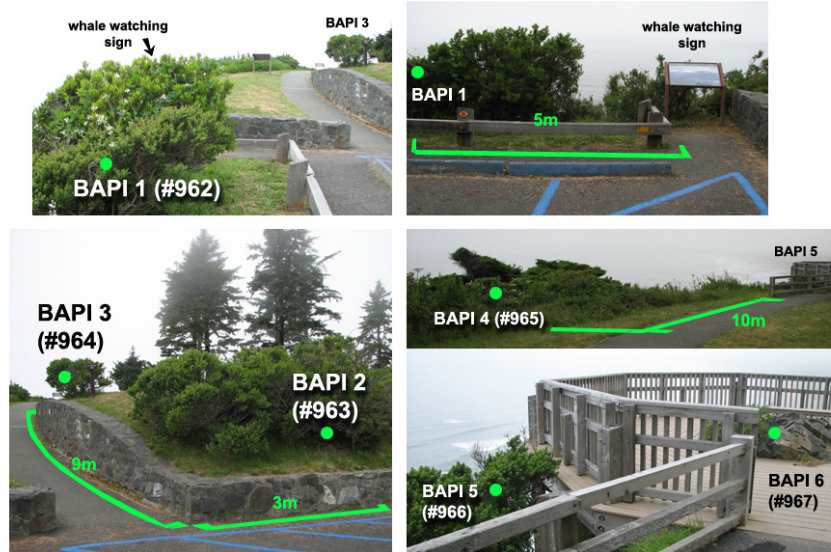 whale watching
sign
BAPI 3
BAPI 1 (#962)
whale watching
sign
BAPI 1
5m
BAPI 3
(#964)
BAPI 2
(#963)
9m
3m
BAPI 5
BAPI 4 (#965)
10m
BAPI 5
(#966)
BAPI 6
(#967)